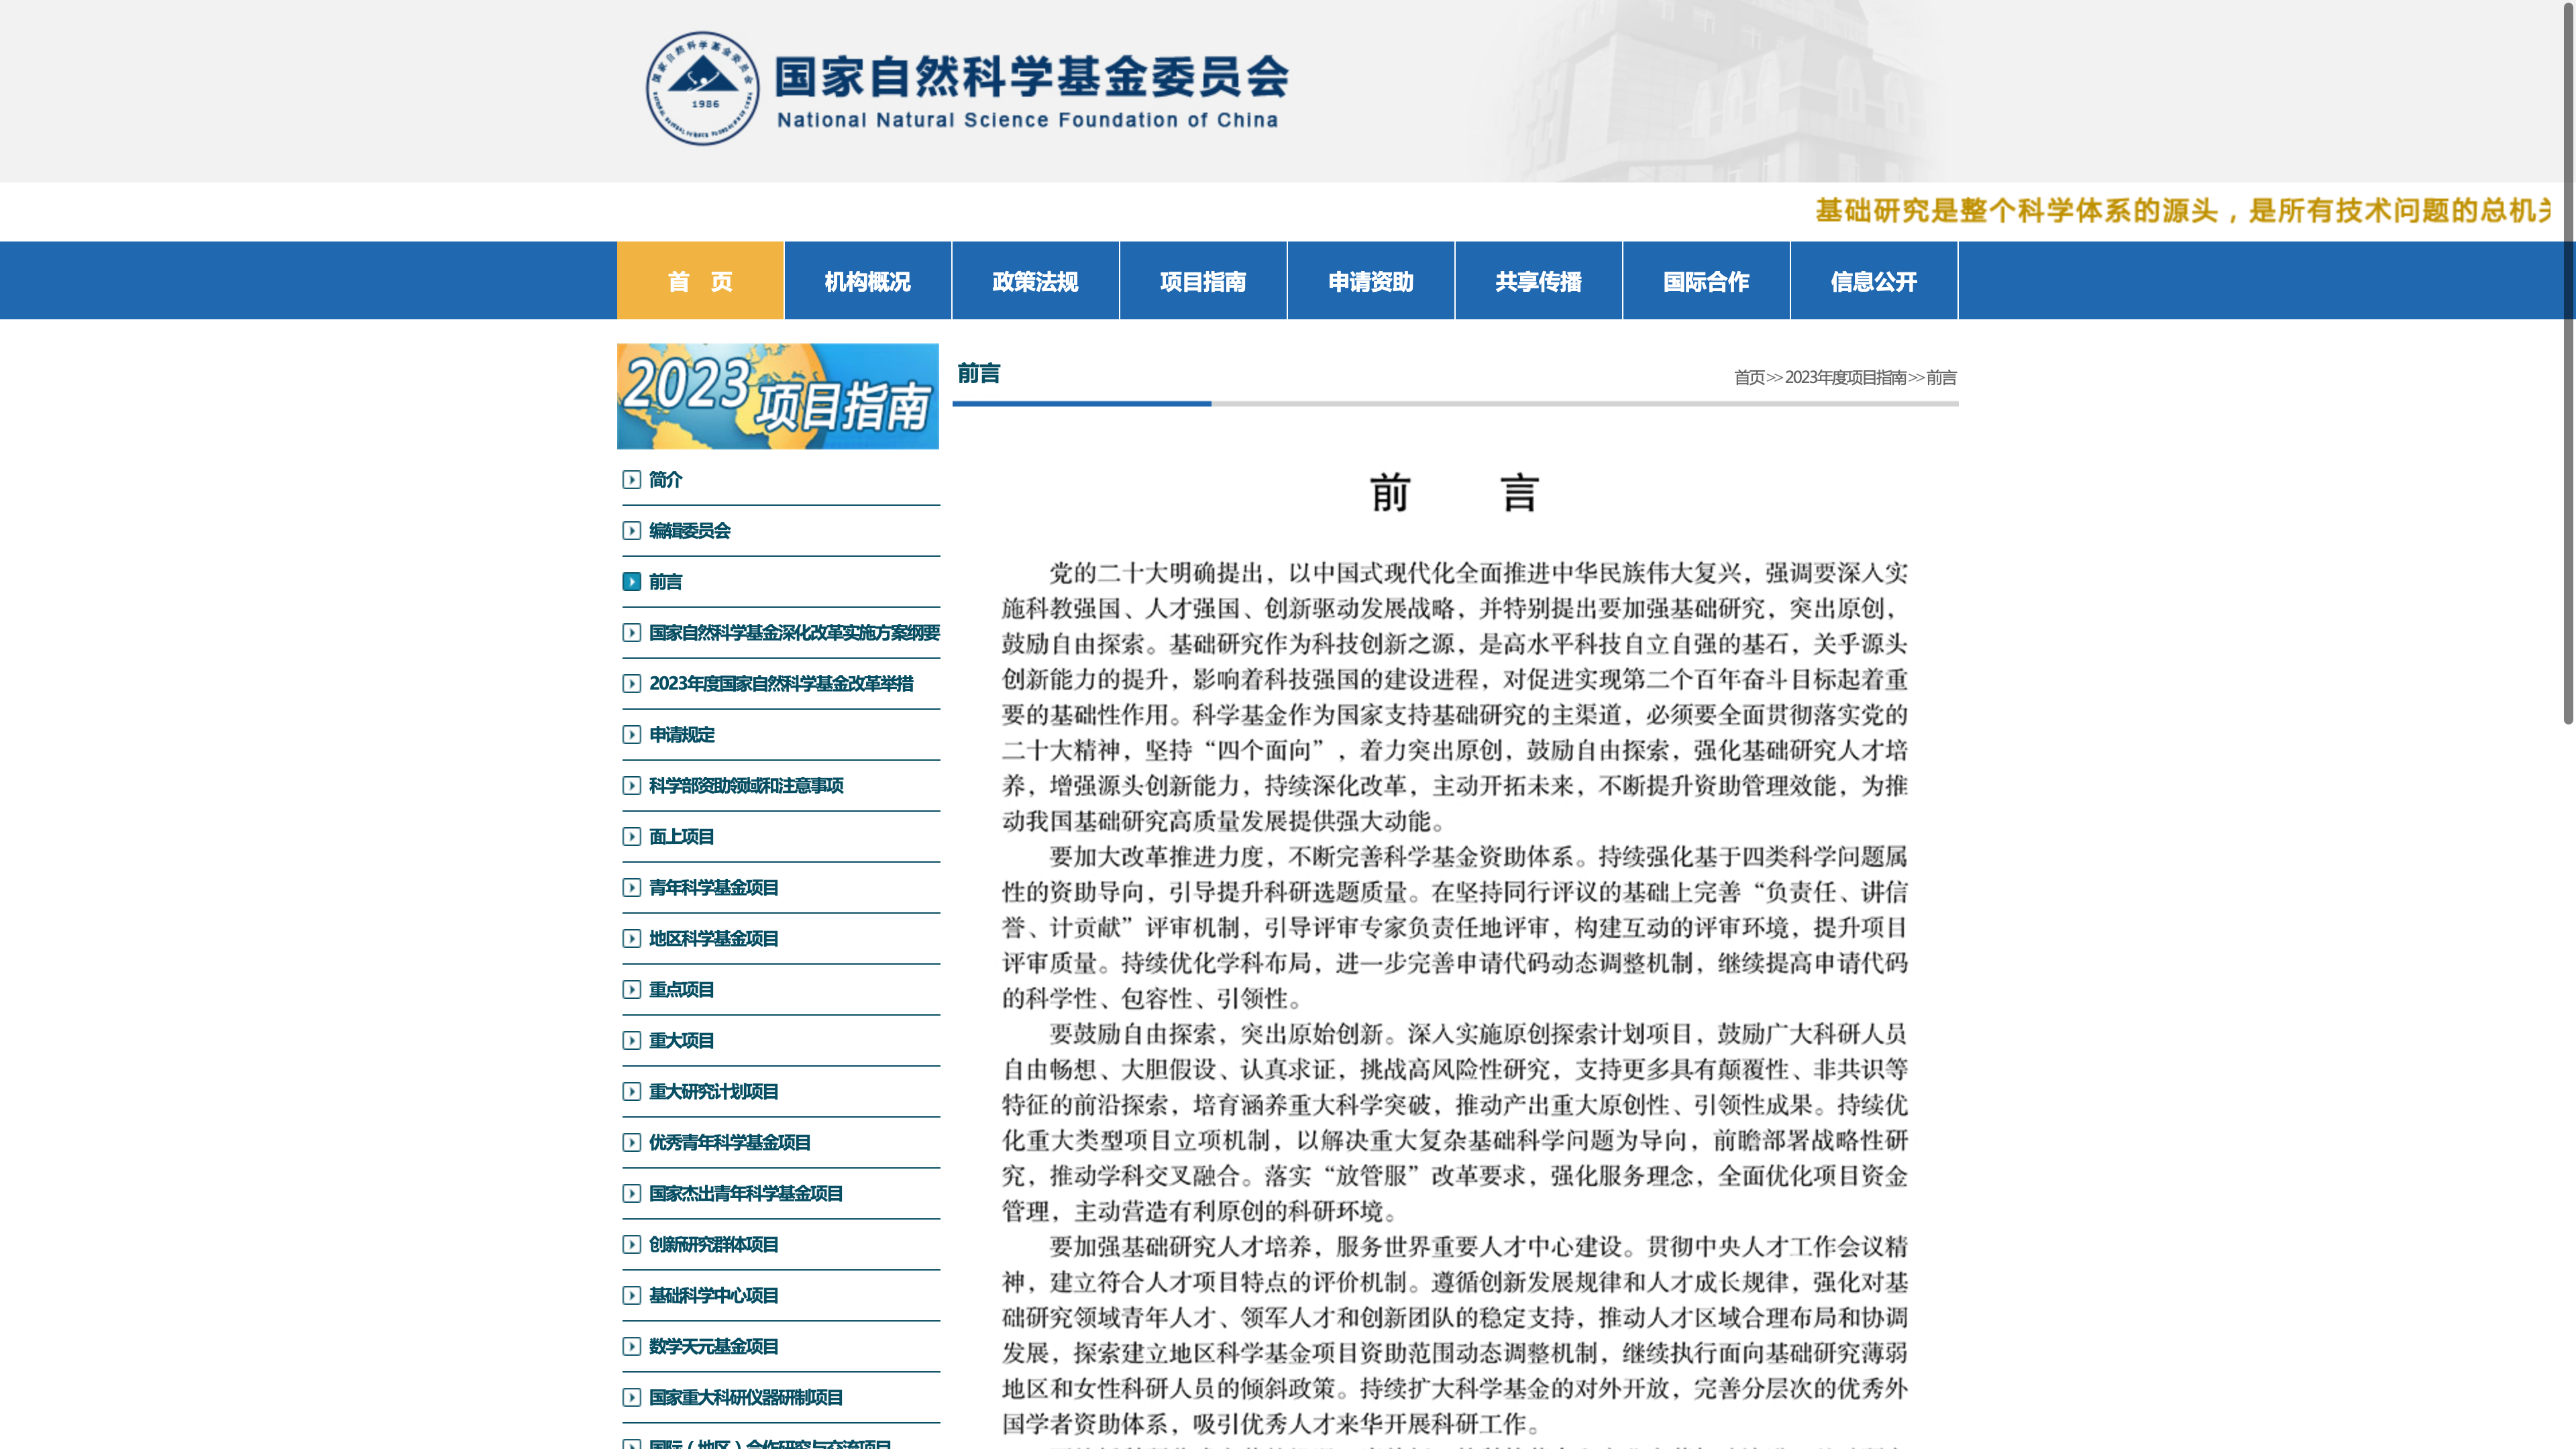 国家自然科学基金委员会
1986
国家自然科学基金委员会
National Natural Science Foundation of China
基础研究是整个科学体系的源头，是所有技术问题的总机
首 页
机构概况
政策法规
项目指南
申请资助
共享传播
国际合作
信息公开
2023
项目指南
简介
编辑委员会
前言
国家自然科学基金深化改革实施方案纲要
2023年度国家自然科学基金改革举措
申请规定
科学部资助领域和注意事项
面上项目
青年科学基金项目
地区科学基金项目
重点项目
重大项目
重大研究计划项目
优秀青年科学基金项目
国家杰出青年科学基金项目
创新研究群体项目
基础科学中心项目
数学天元基金项目
国家重大科研仪器研制项目
国际（地区）合作研究与交流项目
前言
首页>>2023年度项目指南>>前言
前 言
党的二十大明确提出，以中国式现代化全面推进中华民族伟大复兴，强调要深入实
施科教强国、人才强国、创新驱动发展战略，并特别提出要加强基础研究，突出原创，
鼓励自由探索。基础研究作为科技创新之源，是高水平科技自立自强的基石，关乎源头
创新能力的提升，影响着科技强国的建设进程，对促进实现第二个百年奋斗目标起着重
要的基础性作用。科学基金作为国家支持基础研究的主渠道，必须要全面贯彻落实党的
二十大精神，坚持“四个面向”，着力突出原创，鼓励自由探索，强化基础研究人才培
养，增强源头创新能力，持续深化改革，主动开拓未来，不断提升资助管理效能，为推
动我国基础研究高质量发展提供强大动能。
要加大改革推进力度，不断完善科学基金资助体系。持续强化基于四类科学问题属
性的资助导向，引导提升科研选题质量。在坚持同行评议的基础上完善“负责任、讲信
誉、计贡献”评审机制，引导评审专家负责任地评审，构建互动的评审环境，提升项目
评审质量。持续优化学科布局，进一步完善申请代码动态调整机制，继续提高申请代码
的科学性、包容性、引领性。
要鼓励自由探索，突出原始创新。深入实施原创探索计划项目，鼓励广大科研人员
自由畅想、大胆假设、认真求证，挑战高风险性研究，支持更多具有颠覆性、非共识等
特征的前沿探索，培育涵养重大科学突破，推动产出重大原创性、引领性成果。持续优
化重大类型项目立项机制，以解决重大复杂基础科学问题为导向，前瞻部署战略性研
究，推动学科交叉融合。落实“放管服”改革要求，强化服务理念，全面优化项目资金
管理，主动营造有利原创的科研环境。
要加强基础研究人才培养，服务世界重要人才中心建设。贯彻中央人才工作会议精
神，建立符合人才项目特点的评价机制。遵循创新发展规律和人才成长规律，强化对基
础研究领域青年人才、领军人才和创新团队的稳定支持，推动人才区域合理布局和协调
发展，探索建立地区科学基金项目资助范围动态调整机制，继续执行面向基础研究薄弱
地区和女性科研人员的倾斜政策。持续扩大科学基金的对外开放，完善分层次的优秀外
国学者资助体系，吸引优秀人才来华开展科研工作。